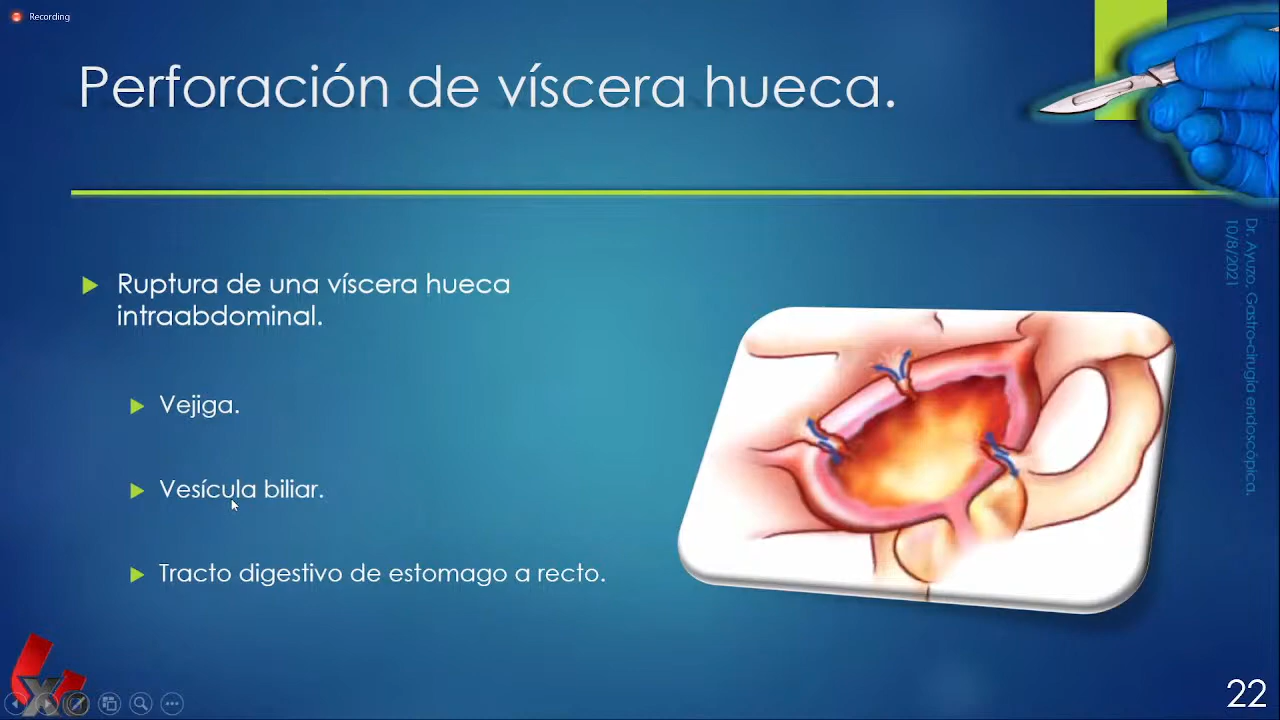 Recording
Perforación de víscera hueca.
Ruptura de una víscera hueca
intraabdominal.
Vejiga.
Vesícula biliar.
Tracto digestivo de estomago a recto.
Dr. Ayuzo, Gastro-cirugía endoscópica.
10/8/2021
22